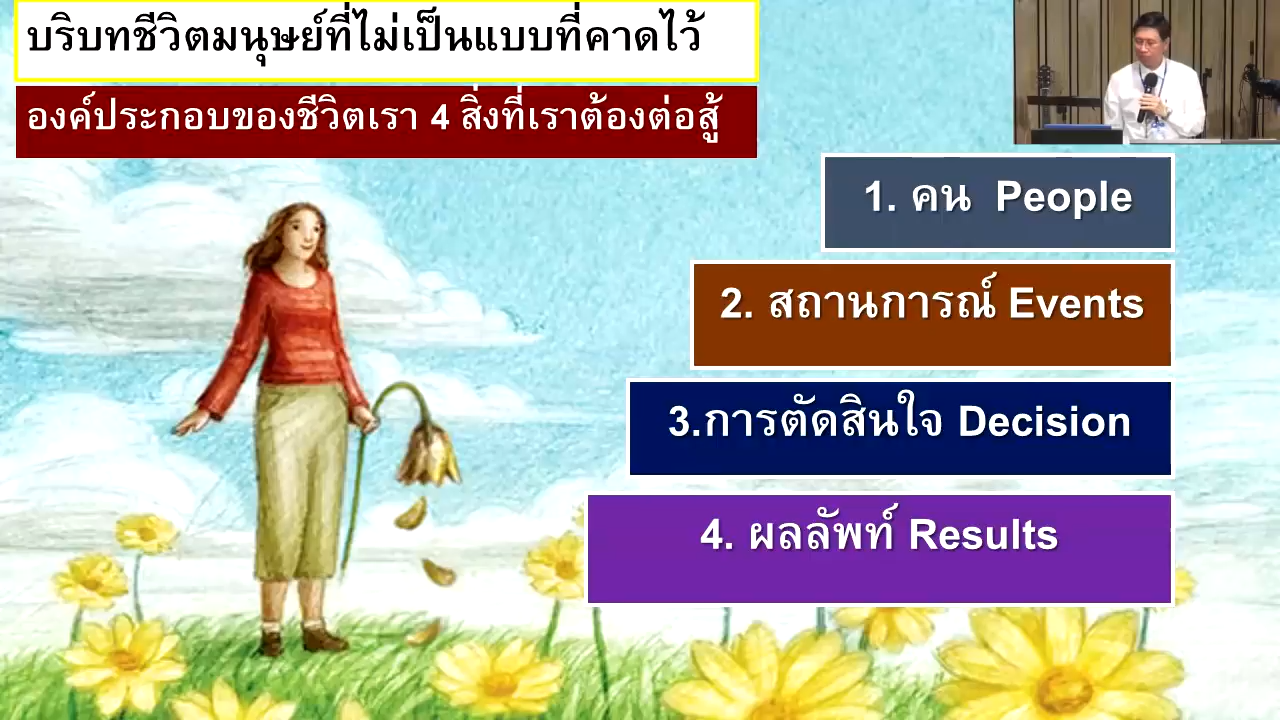 บริบทชีวิตมนุษย์ที่ไม่เป็นแบบที่คาดไว้
องค์ประกอบของชีวิตเรา 4 สิ่งที่เราต้องต่อสู้
1. คน People
2. สถานการณ์ Events
3.การตัดสินใจ Decision
4. ผลลัพท์ Results